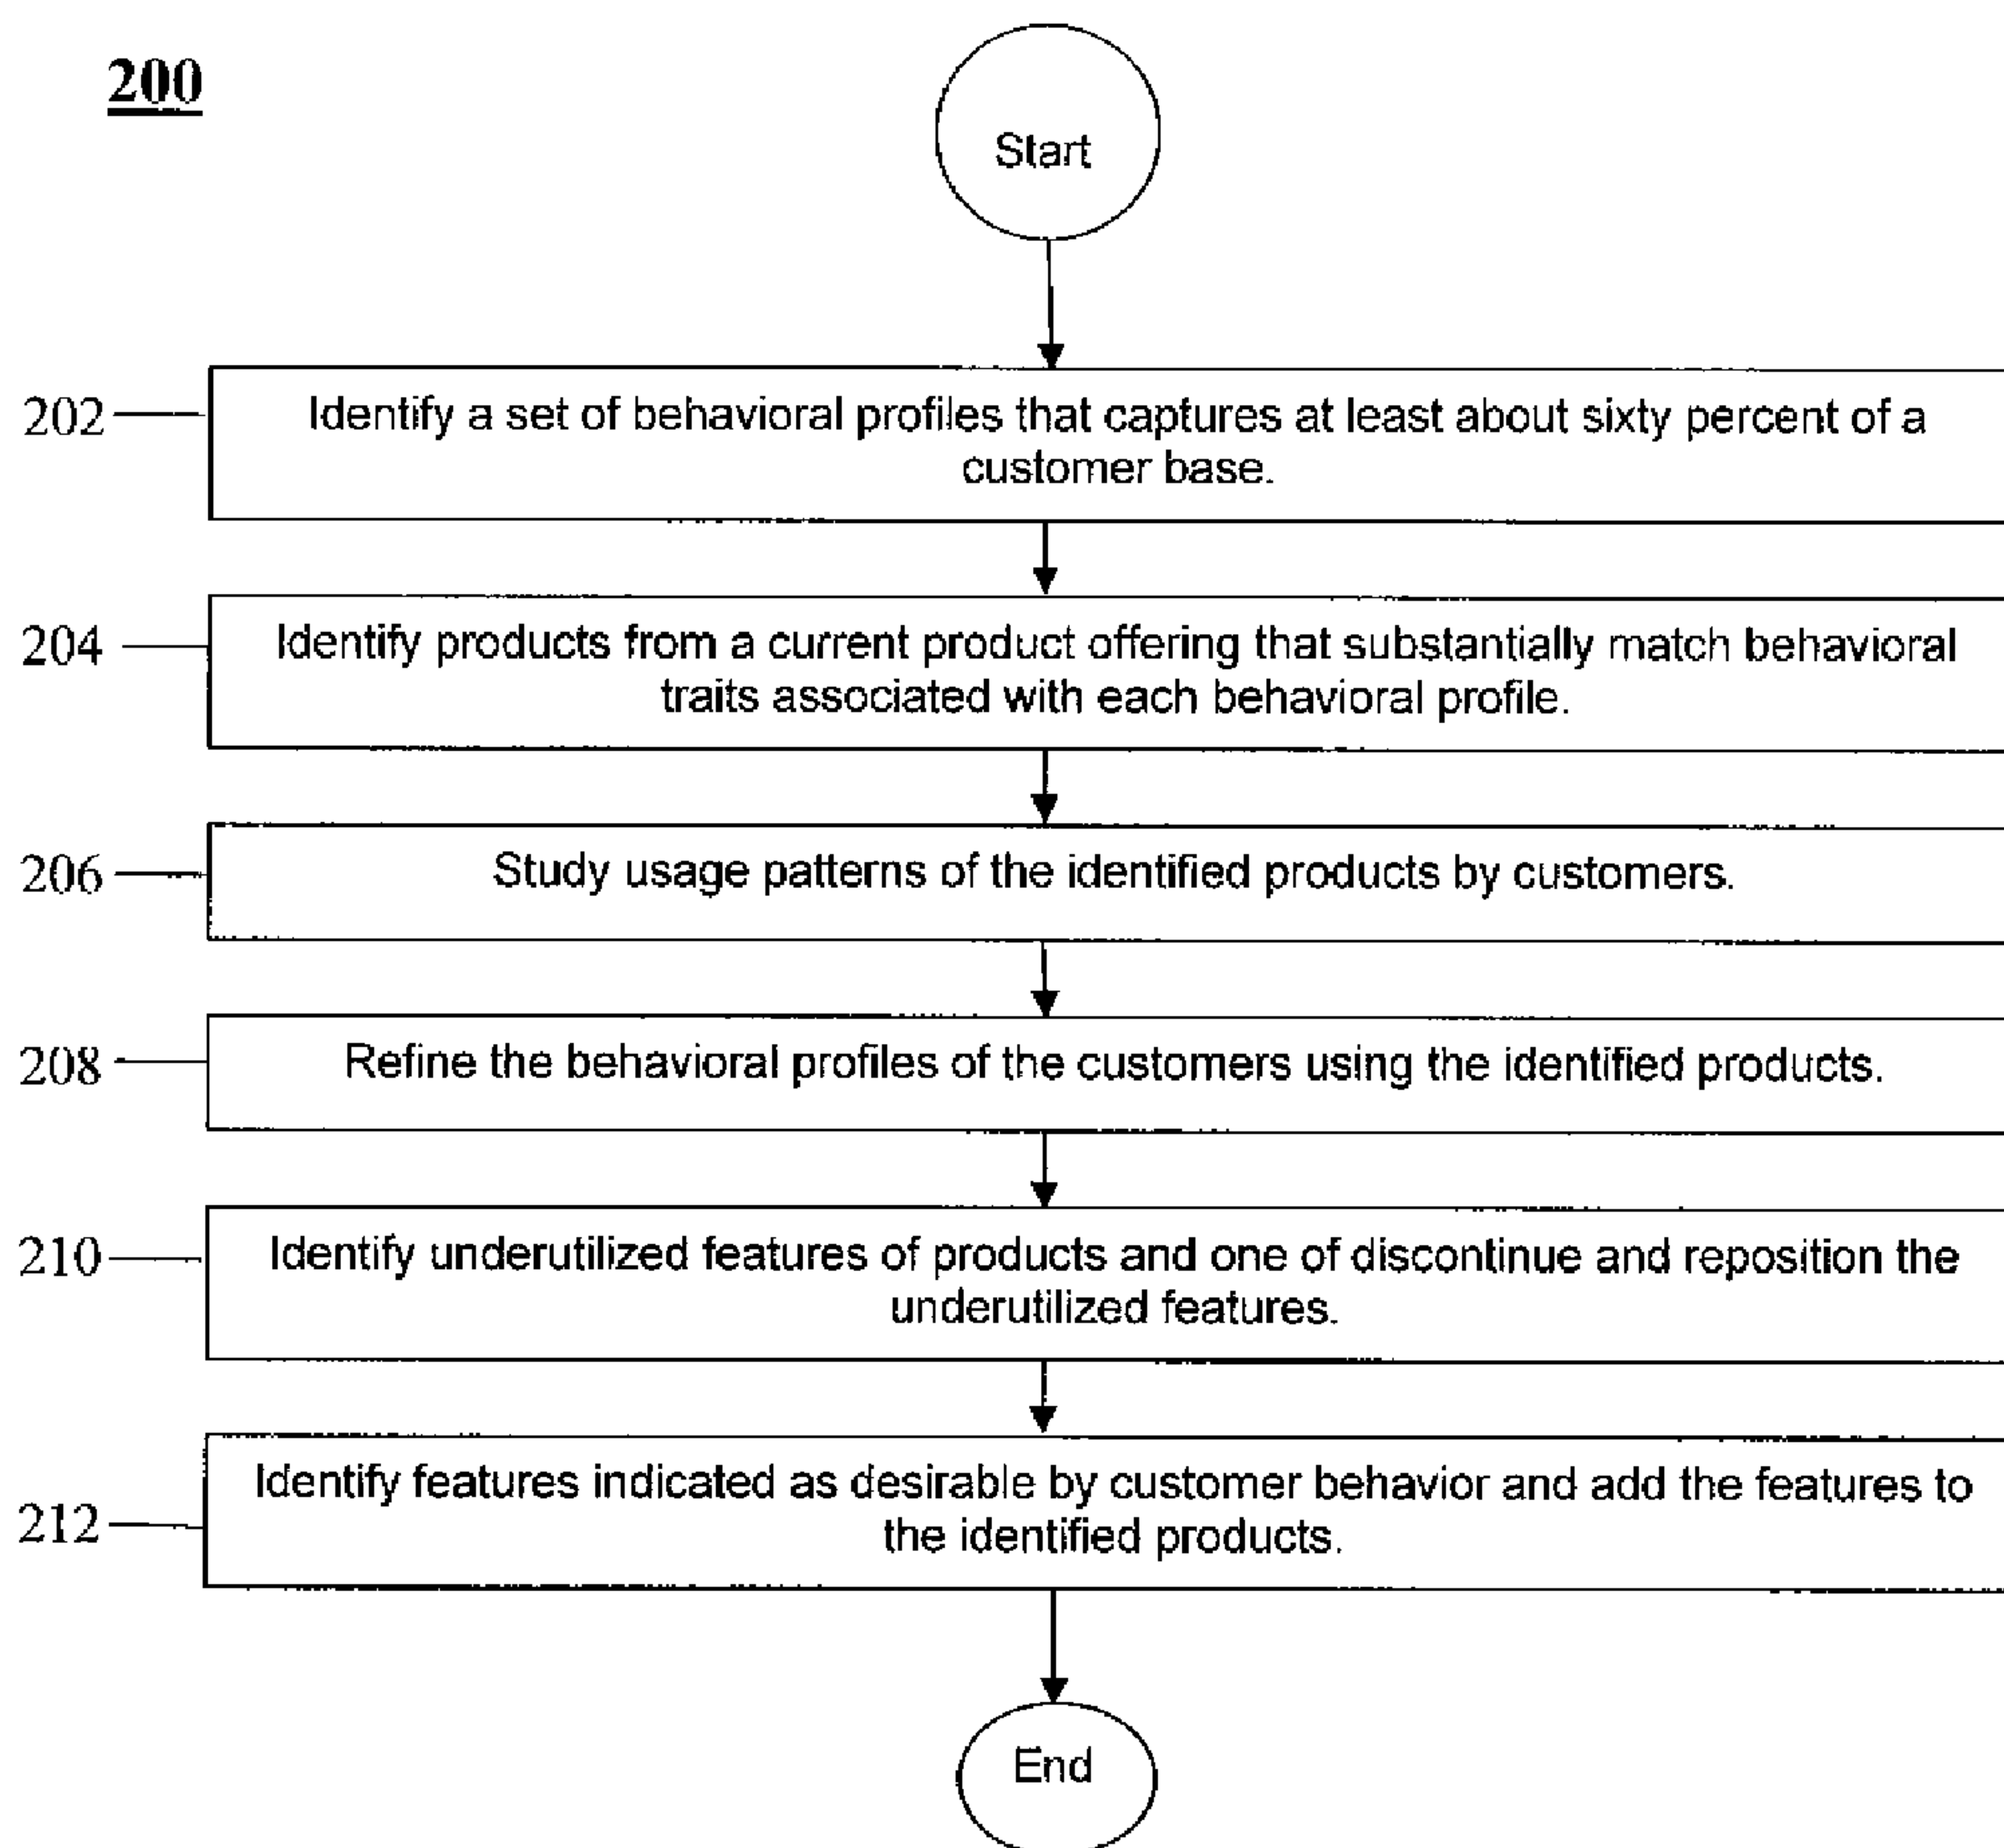 200
Start
202
Identify a set of behavioral profiles that captures at least about sixty percent of a
customer base.
204
Identify products from a current product offering that substantially match behavioral
traits associated with each behavioral profile.
206
Study usage patterns of the identified products by customers.
208
Refine the behavioral profiles of the customers using the identified products.
210
Identify underutilized features of products and one of discontinue and reposition the
underutilized features.
212
Identify features indicated as desirable by customer behavior and add the features to
the identified products.
End